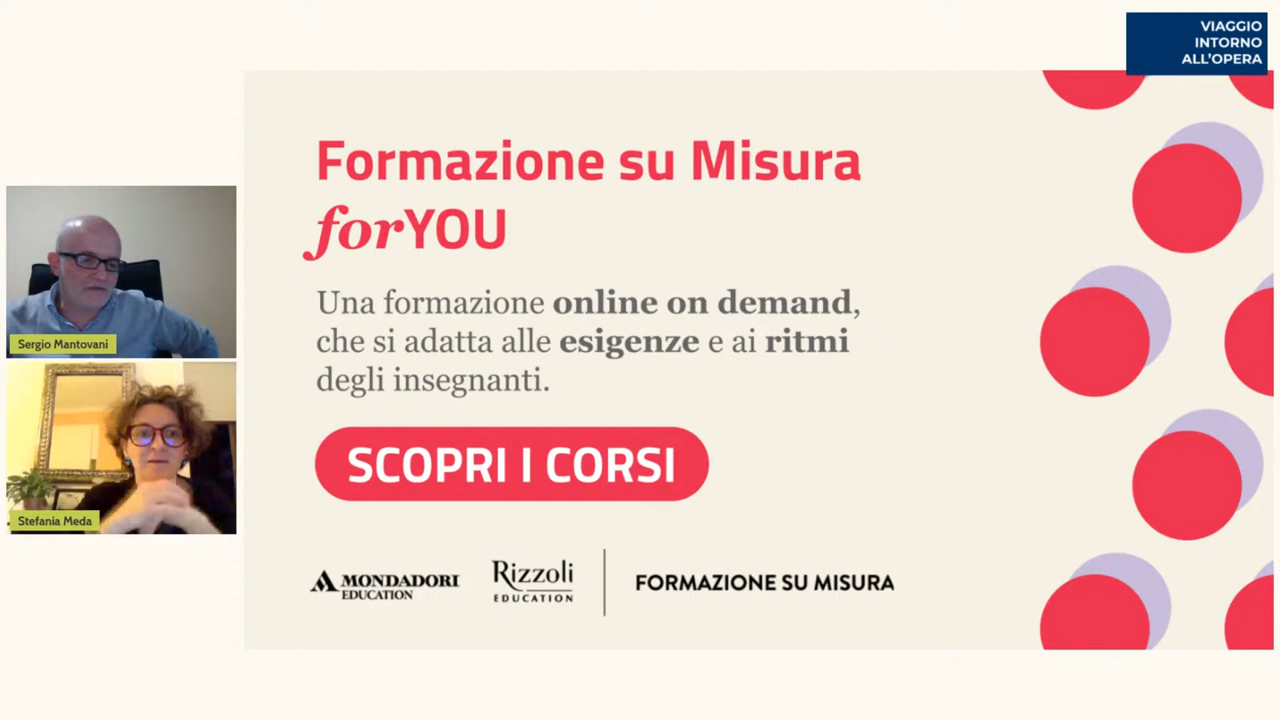 VIAGGIO
INTORNO
ALL'OPERA
Formazione su Misura
forYOU
Una formazione online on demand,
che si adatta alle esigenze e ai ritmi
degli insegnanti.
SCOPRI I CORSI
MONDADORI
EDUCATION
Rizzoli
EDUCATION
FORMAZIONE SU MISURA
Sergio Mantovani
Stefania Meda